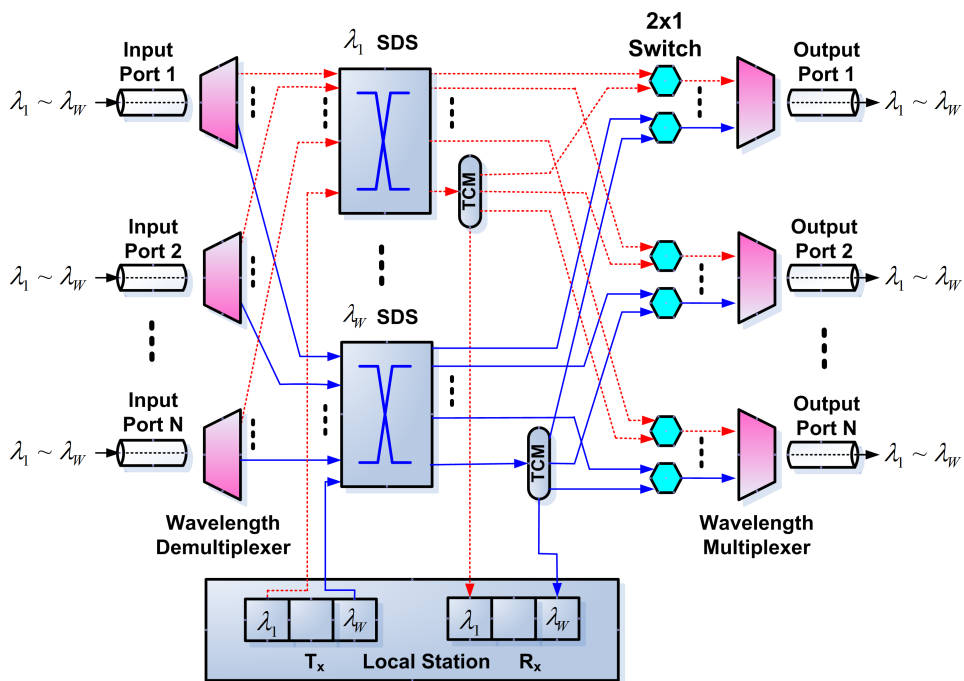 λ1 SDS
2x1
Switch
Input
Port 1
Output
Port 1
λ1 ~ λW
λ1 ~ λW
TCM
Input
Port 2
Output
Port 2
λ1 ~ λW
λ1 ~ λW
λW SDS
Input
Port N
Output
Port N
λ1 ~ λW
λ1 ~ λW
TCM
Wavelength
Demultiplexer
Wavelength
Multiplexer
λ1 λW λ1 λW
Tx Local Station Rx